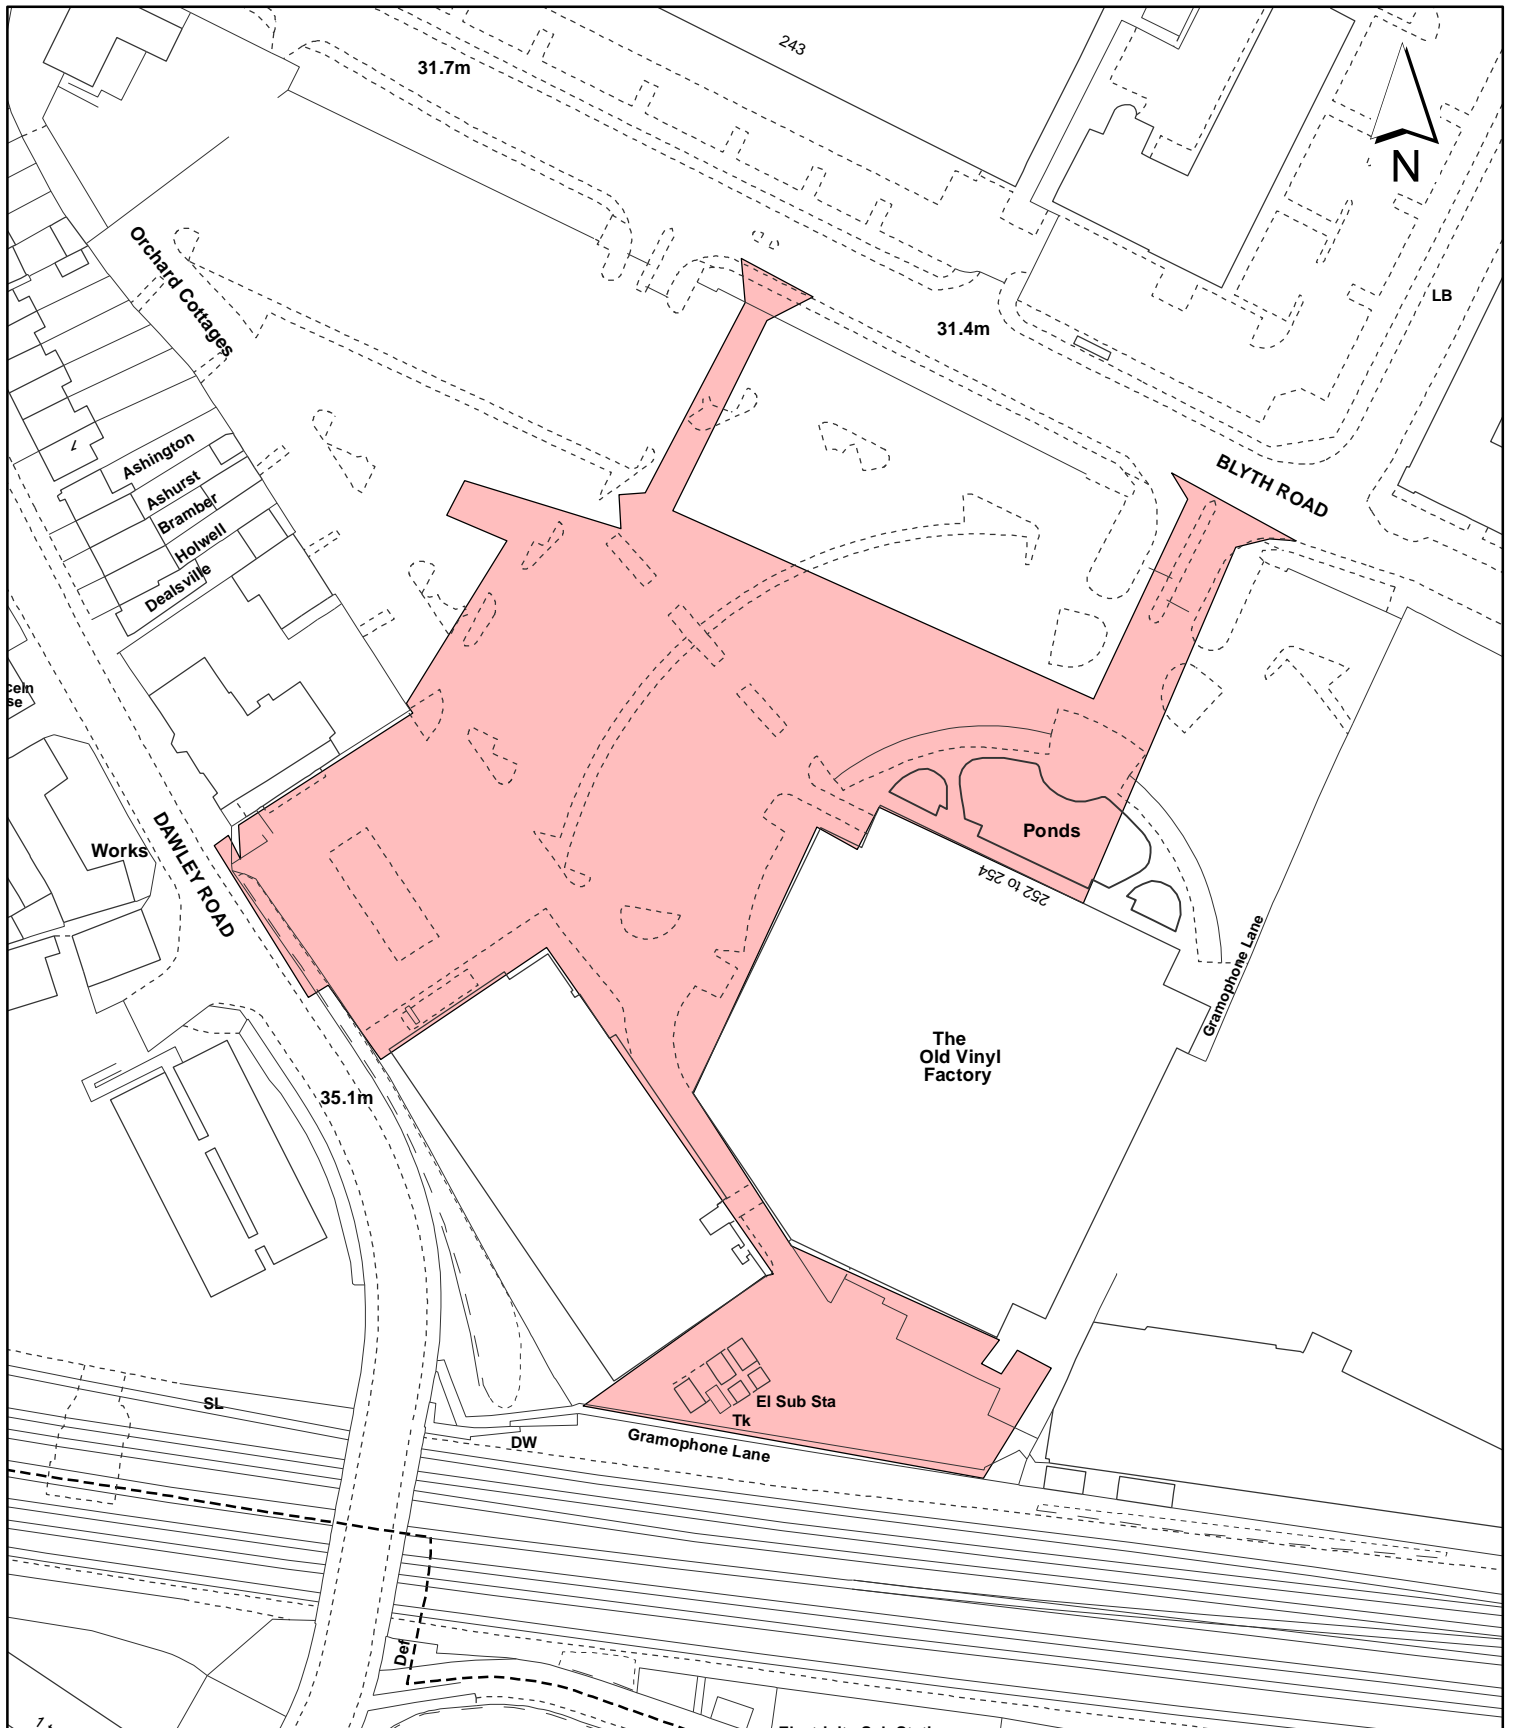 243
31.7m
N
Orchard Cottages
LB
31.4m
Ashington
Ashurst
Bramber
Holwell
Dealsville
BLYTH ROAD
Works
DAWLEY ROAD
Ponds
252 to 254
Gramophone Lane
The
Old Vinyl
Factory
35.1m
SL
El Sub Sta
Tk
DW
Gramophone Lane
Def